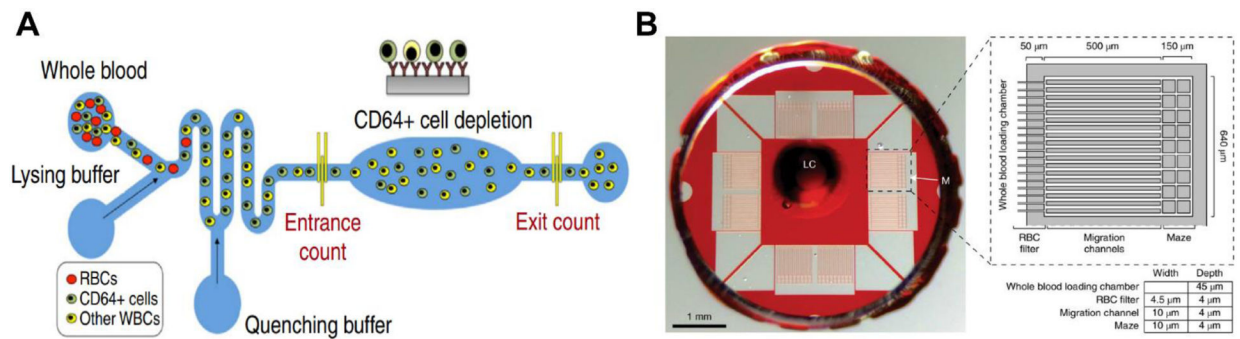 A
Whole blood
Lysing buffer
RBCs
CD64+ cells
Other WBCs
Quenching buffer
CD64+ cell depletion
Entrance
count
Exit count
B
LC
M
1 mm
50 μm
500 μm
150 μm
Whole blood loading chamber
640 μm
RBC
filter
Migration
channels
Maze
Width Depth
Whole blood loading chamber 45 μm
RBC filter 4.5 μm 4 μm
Migration channel 10 μm 4 μm
Maze 10 μm 4 μm